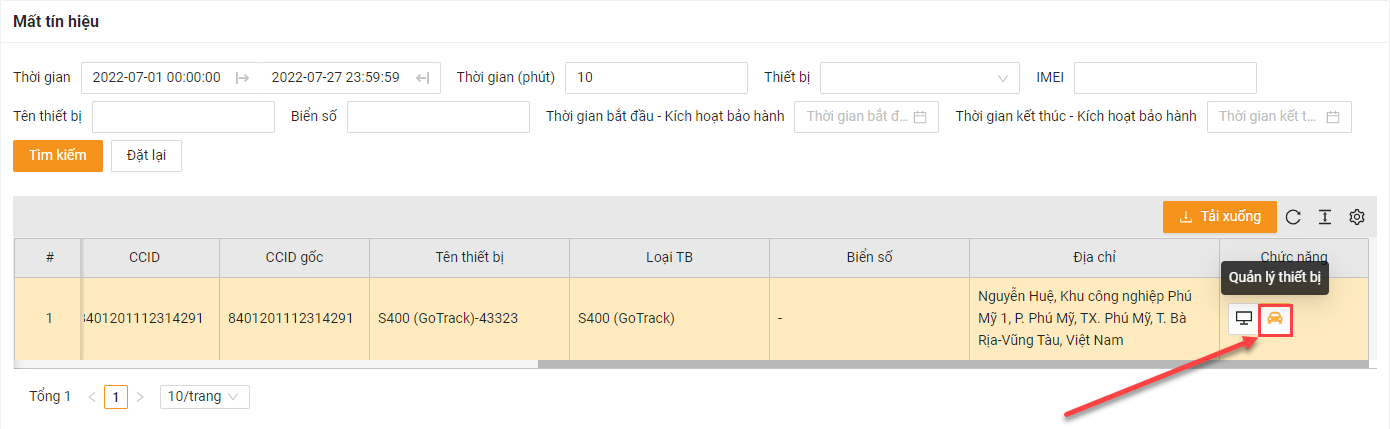 Mất tín hiệu
Thời gian 2022-07-01 00:00:00 2022-07-27 23:59:59 Thời gian (phút) 10 Thiết bị IMEI
Tên thiết bị Biển số Thời gian bắt đầu - Kích hoạt bảo hành Thời gian bắt đ... Thời gian kết thúc - Kích hoạt bảo hành Thời gian kết t...
Tìm kiếm Đặt lại
Tải xuống
# CCID CCID gốc Tên thiết bị Loại TB Biển số Địa chỉ Chức năng
Quản lý thiết bị
1 8401201112314291 8401201112314291 S400 (GoTrack)-43323 S400 (GoTrack) - Nguyễn Huệ, Khu công nghiệp Phú
Mỹ 1, P. Phú Mỹ, TX. Phú Mỹ, T. Bà
Rịa-Vũng Tàu, Việt Nam
Tổng 1 < 1 > 10/trang